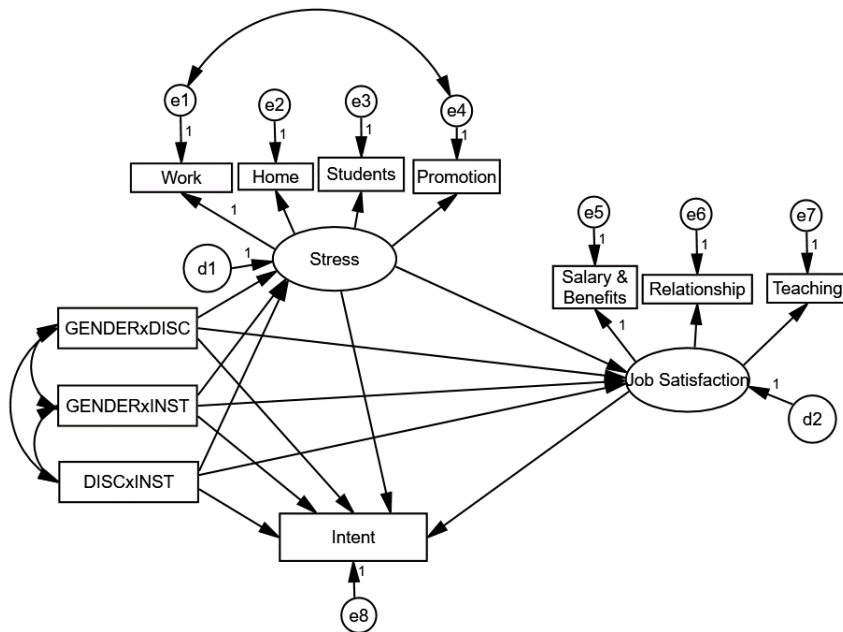 e1
e2
e3
e4
1
1
1
1
Work
Home
Students
Promotion
1
d1
1
Stress
e5
e6
e7
1
1
1
Salary &
Benefits
Relationship
Teaching
1
GENDERxDISC
GENDERxINST
DISCxINST
Job Satisfaction
1
d2
Intent
1
e8